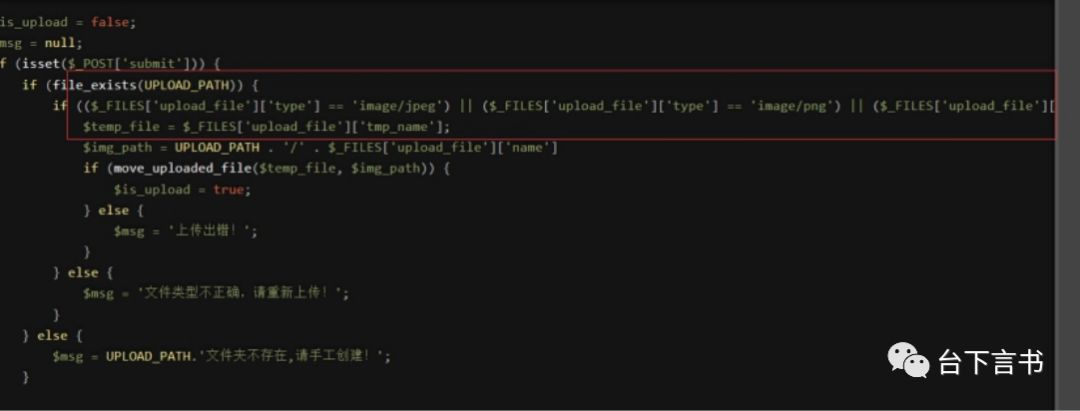 is_upload = false;
msg = null;
f (isset($_POST['submit'])) {
if (file_exists(UPLOAD_PATH)) {
if (($_FILES['upload_file']['type'] == 'image/jpeg') || ($_FILES['upload_file']['type'] == 'image/png') || ($_FILES['upload_file'][
$temp_file = $_FILES['upload_file']['tmp_name'];
$img_path = UPLOAD_PATH . '/' . $_FILES['upload_file']['name']
if (move_uploaded_file($temp_file, $img_path)) {
$is_upload = true;
} else {
$msg = '上传出错！';
}
} else {
$msg = '文件类型不正确，请重新上传！';
}
} else {
$msg = UPLOAD_PATH.'文件夹不存在,请手工创建！';
}
台下言书